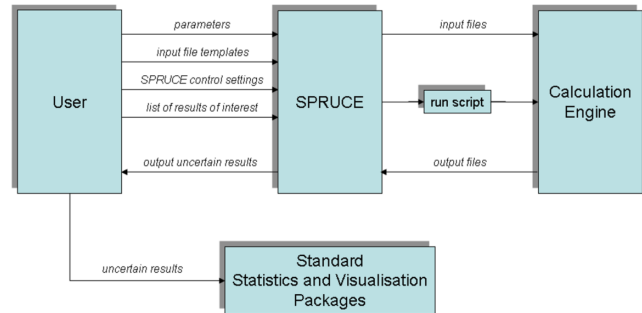 parameters
input files
input file templates
SPRUCE control settings
User
SPRUCE
run script
Calculation
Engine
list of results of interest
output uncertain results
output files
uncertain results
Standard
Statistics and Visualisation
Packages